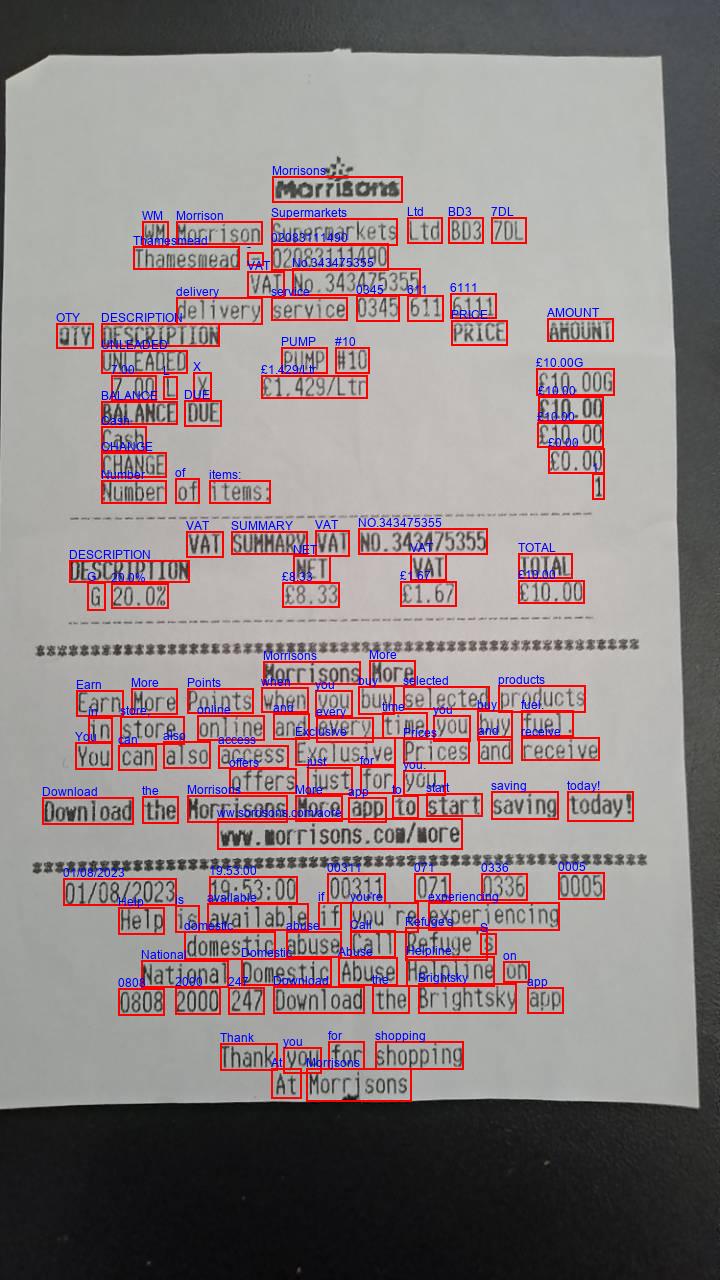 Morrisons
WM Morrison Supermarkets Ltd BD3 7DL
Thamesmead - 02083111490
VAT No.343475355
delivery service 0345 611 6111
QTY DESCRIPTION PRICE AMOUNT
UNLEADED PUMP #10
7.00 L X £1.429/Ltr £10.00G
BALANCE DUE £10.00
Cash £10.00
CHANGE £0.00
Number of items: 1
VAT SUMMARY VAT NO.343475355
DESCRIPTION NET VAT TOTAL
G 20.0% £8.33 £1.67 £10.00
************************************************
Morrisons More
Earn More Points when you buy selected products
in store, online and every time you buy fuel.
You can also access Exclusive Prices and receive
offers just for you.
Download the Morrisons More app to start saving today!
www.morrisons.com/more
************************************************
01/08/2023 19:53:00 00311 071 0336 0005
Help is available if you're experiencing
domestic abuse Call Refuge's
National Domestic Abuse Helpline on
0808 2000 247 Download the Brightsky app
Thank you for shopping
At Morrisons